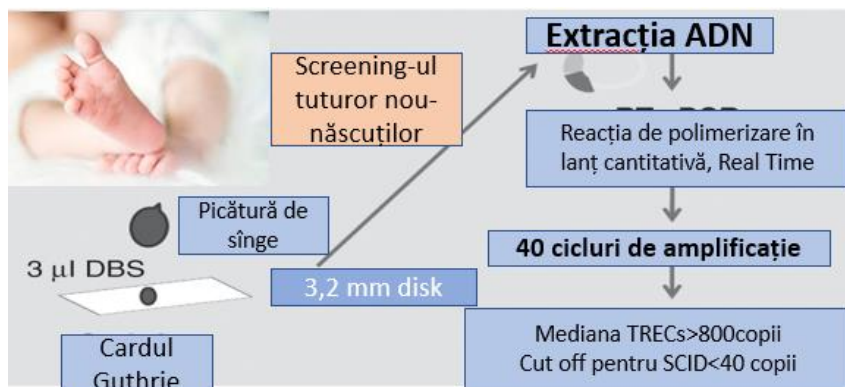 Screening-ul
tuturor nou-
născuților
Picătură de
sînge
3 µl DBS
3,2 mm disk
Cardul
Guthrie
Extracția ADN
Reacția de polimerizare în
lanț cantitativă, Real Time
40 cicluri de amplificație
Mediana TRECs>800copii
Cut off pentru SCID<40 copii